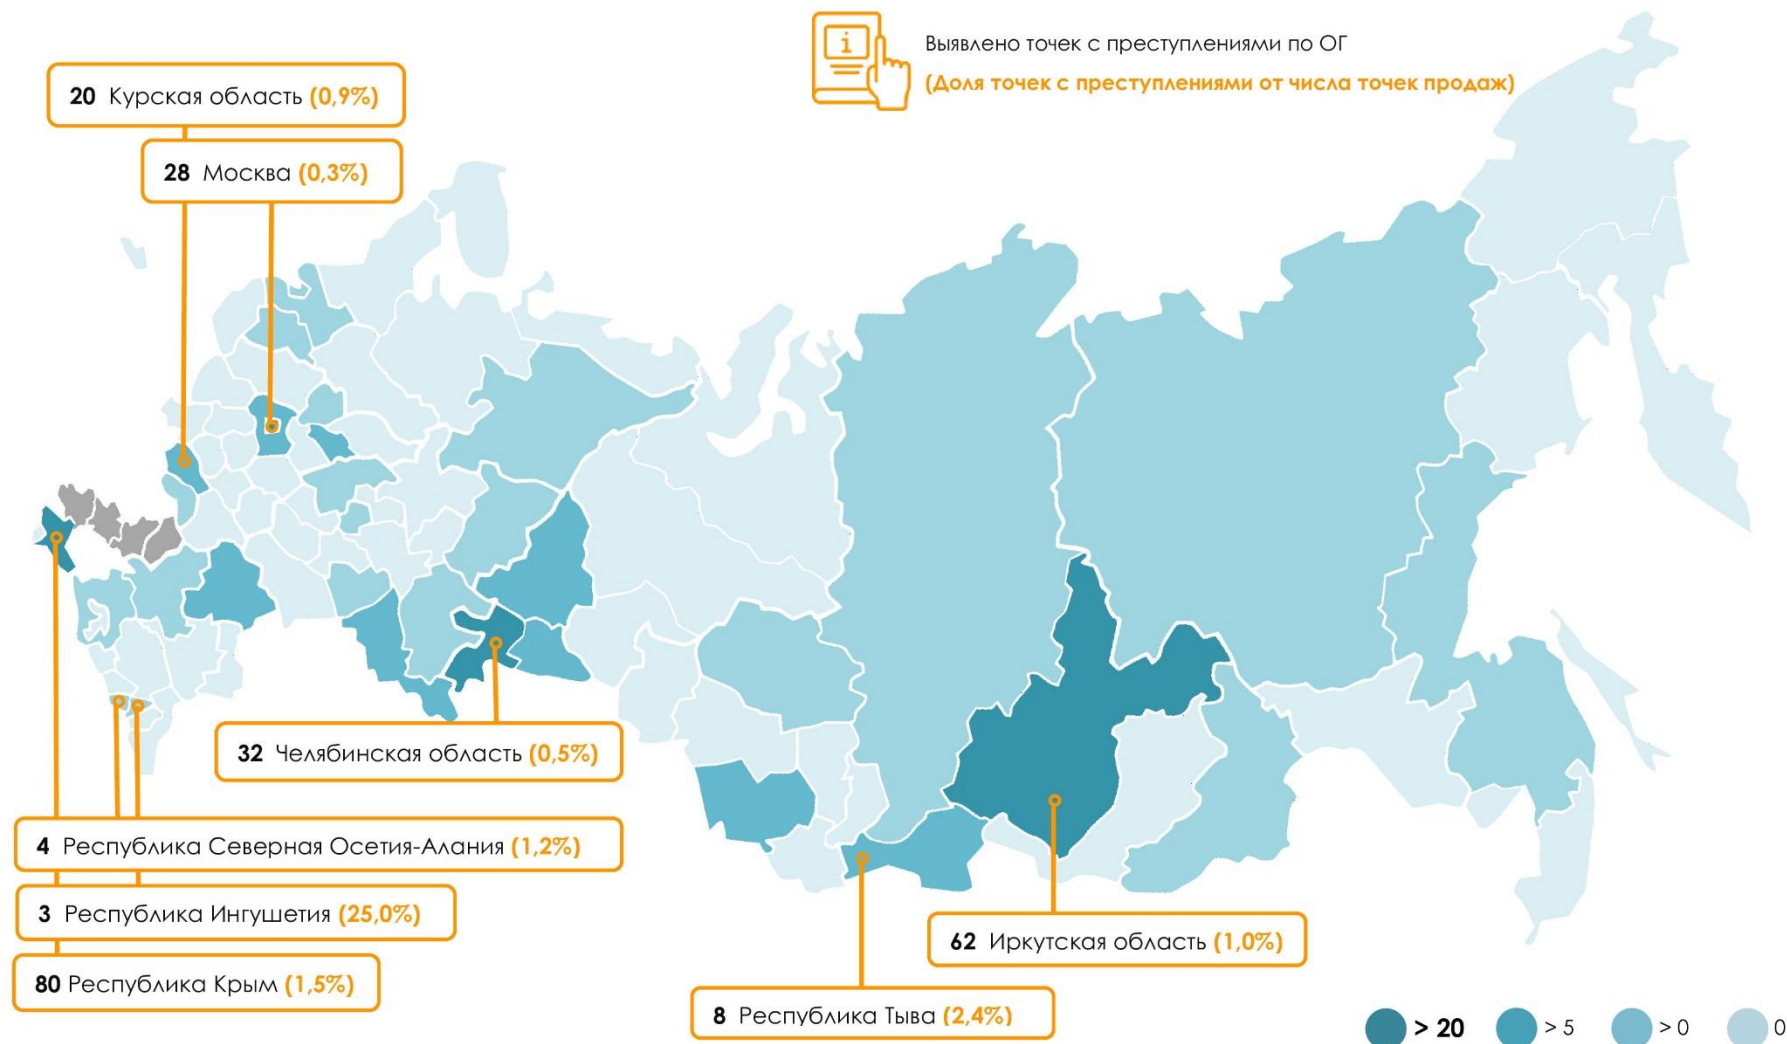 i
Выявлено точек с преступлениями по ОГ
(Доля точек с преступлениями от числа точек продаж)
20 Курская область (0,9%)
28 Москва (0,3%)
32 Челябинская область (0,5%)
4 Республика Северная Осетия-Алания (1,2%)
3 Республика Ингушетия (25,0%)
62 Иркутская область (1,0%)
80 Республика Крым (1,5%)
8 Республика Тыва (2,4%)
> 20 > 5 > 0 0